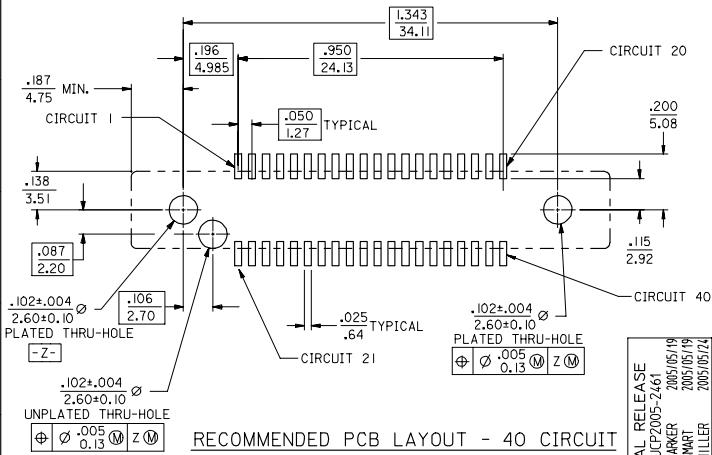 1.343
34.11
.196
4.985
.950
24.13
CIRCUIT 20
.187
4.75 MIN.
CIRCUIT 1
.050
1.27 TYPICAL
.200
5.08
.138
3.51
.087
2.20
.115
2.92
.102±.004
2.60±0.10 Ø
PLATED THRU-HOLE
-Z-
.106
2.70
.025
.64 TYPICAL
CIRCUIT 21
CIRCUIT 40
.102±.004
2.60±0.10 Ø
PLATED THRU-HOLE
⌖ Ø .005 Ⓜ Z Ⓜ
0.13
.102±.004
2.60±0.10 Ø
UNPLATED THRU-HOLE
⌖ Ø .005 Ⓜ Z Ⓜ
0.13
RECOMMENDED PCB LAYOUT - 40 CIRCUIT
AL RELEASE
UCP2005-2461
ARKER 2005/05/19
MART 2005/05/19
ILLER 2005/05/24